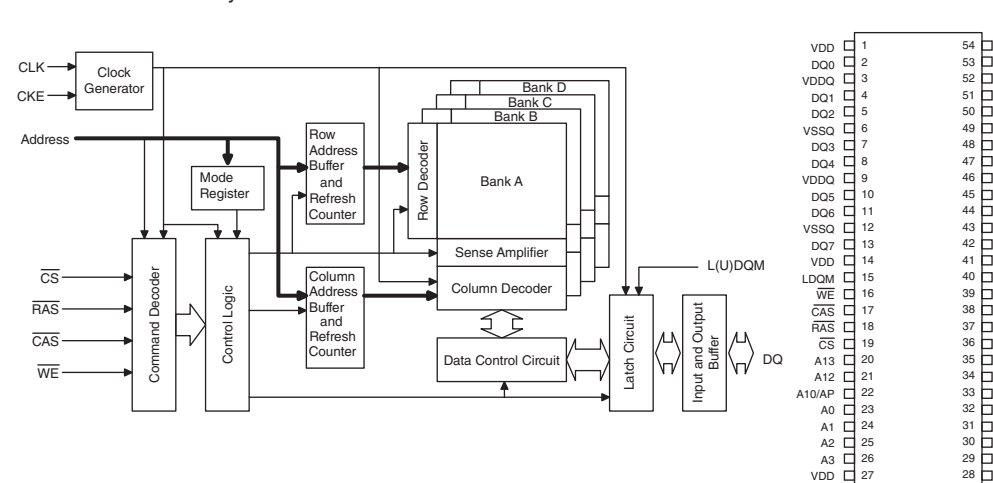 CLK
CKE
Clock
Generator
Address
Mode
Register
Row
Address
Buffer
and
Refresh
Counter
Column
Address
Buffer
and
Refresh
Counter
Bank D
Bank C
Bank B
Bank A
Row Decoder
Sense Amplifier
Column Decoder
Data Control Circuit
CS
RAS
CAS
WE
Command Decoder
Control Logic
L(U)DQM
Latch Circuit
Input and Output
Buffer
DQ
VDD 1 54
DQ0 2 53
VDDQ 3 52
DQ1 4 51
DQ2 5 50
VSSQ 6 49
DQ3 7 48
DQ4 8 47
VDDQ 9 46
DQ5 10 45
DQ6 11 44
VSSQ 12 43
DQ7 13 42
VDD 14 41
LDQM 15 40
WE 16 39
CAS 17 38
RAS 18 37
CS 19 36
A13 20 35
A12 21 34
A10/AP 22 33
A0 23 32
A1 24 31
A2 25 30
A3 26 29
VDD 27 28